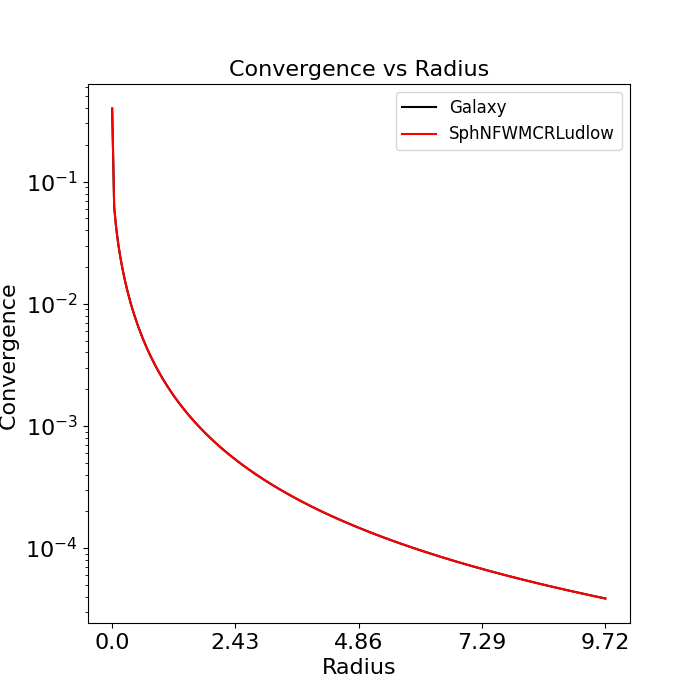 Convergence vs Radius
Galaxy
SphNFWMCRLudlow
Convergence
10⁻¹
10⁻²
10⁻³
10⁻⁴
0.0 2.43 4.86 7.29 9.72
Radius